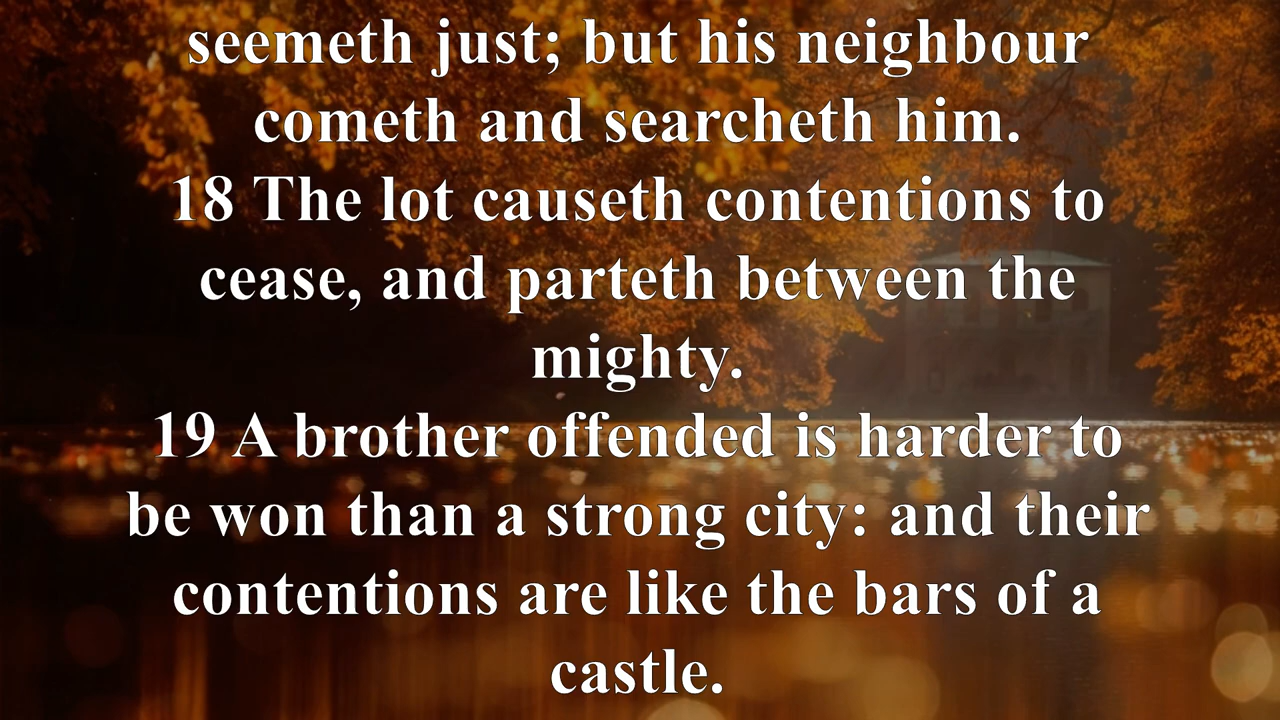 seemeth just; but his neighbour
cometh and searcheth him.
18 The lot causeth contentions to
cease, and parteth between the
mighty.
19 A brother offended is harder to
be won than a strong city: and their
contentions are like the bars of a
castle.